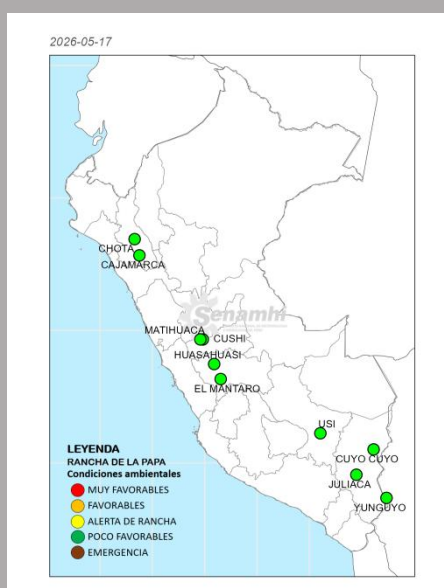 2026-05-17
CHOTA
CAJAMARCA
Senamhi
MATIHUACA
CUSHI
HUASAHUASI
EL MANTARO
USI
CUYO CUYO
JULIACA
YUNGUYO
LEYENDA
RANCHA DE LA PAPA
Condiciones ambientales
MUY FAVORABLES
FAVORABLES
ALERTA DE RANCHA
POCO FAVORABLES
EMERGENCIA